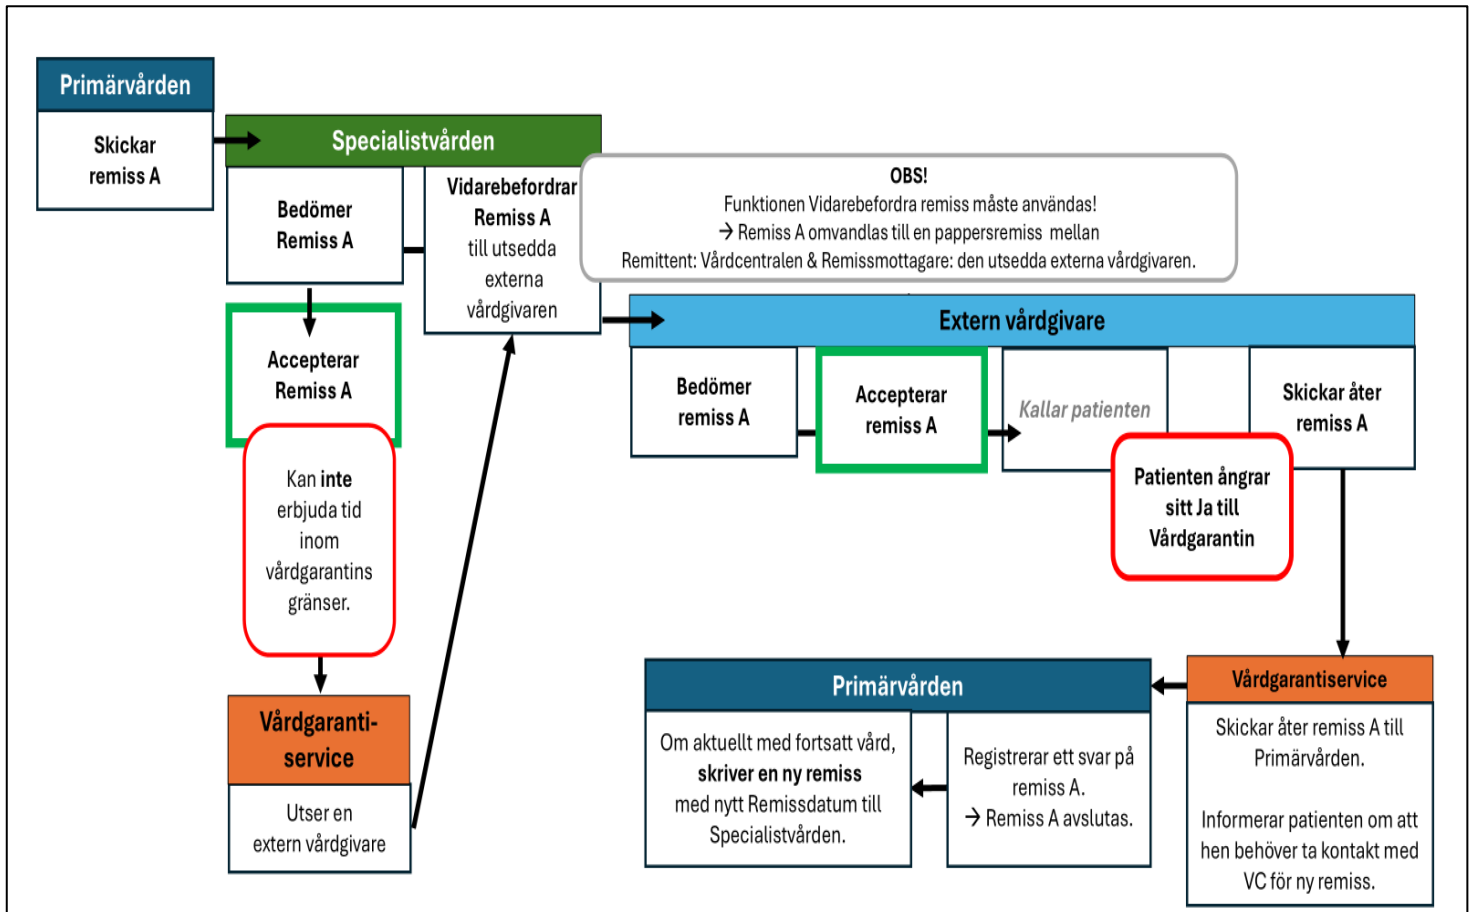 Primärvården
Skickar
remiss A
Specialistvården
Bedömer
Remiss A
Vidarebefordrar
Remiss A
till utsedda
externa
vårdgivaren
OBS!
Funktionen Vidarebefordra remiss måste användas!
→ Remiss A omvandlas till en pappersremiss mellan
Remittent: Vårdcentralen & Remissmottagare: den utsedda externa vårdgivaren.
Accepterar
Remiss A
Kan inte
erbjuda tid
inom
vårdgarantins
gränser.
Vårdgaranti-
service
Utser en
extern vårdgivare
Extern vårdgivare
Bedömer
remiss A
Accepterar
remiss A
Kallar patienten
Patienten ångrar
sitt Ja till
Vårdgarantin
Skickar åter
remiss A
Vårdgarantiservice
Skickar åter remiss A till
Primärvården.
Informerar patienten om att
hen behöver ta kontakt med
VC för ny remiss.
Primärvården
Registrerar ett svar på
remiss A.
→ Remiss A avslutas.
Om aktuellt med fortsatt vård,
skriver en ny remiss
med nytt Remissdatum till
Specialistvården.